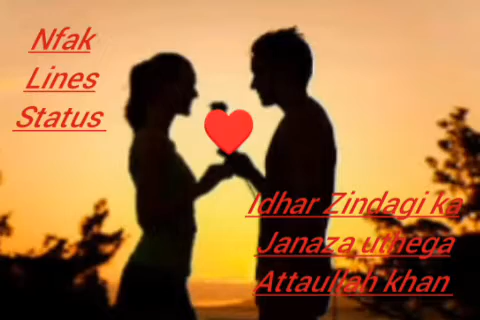 Nfak
Lines
Status
Idhar Zindagi ka
Janaza uthega
Attaullah khan